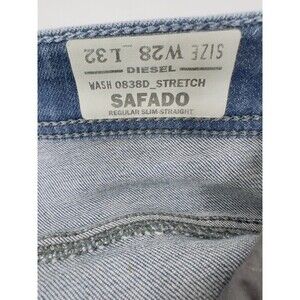 SIZE W28 L32
DIESEL
WASH 0838D_STRETCH
SAFADO
REGULAR SLIM-STRAIGHT